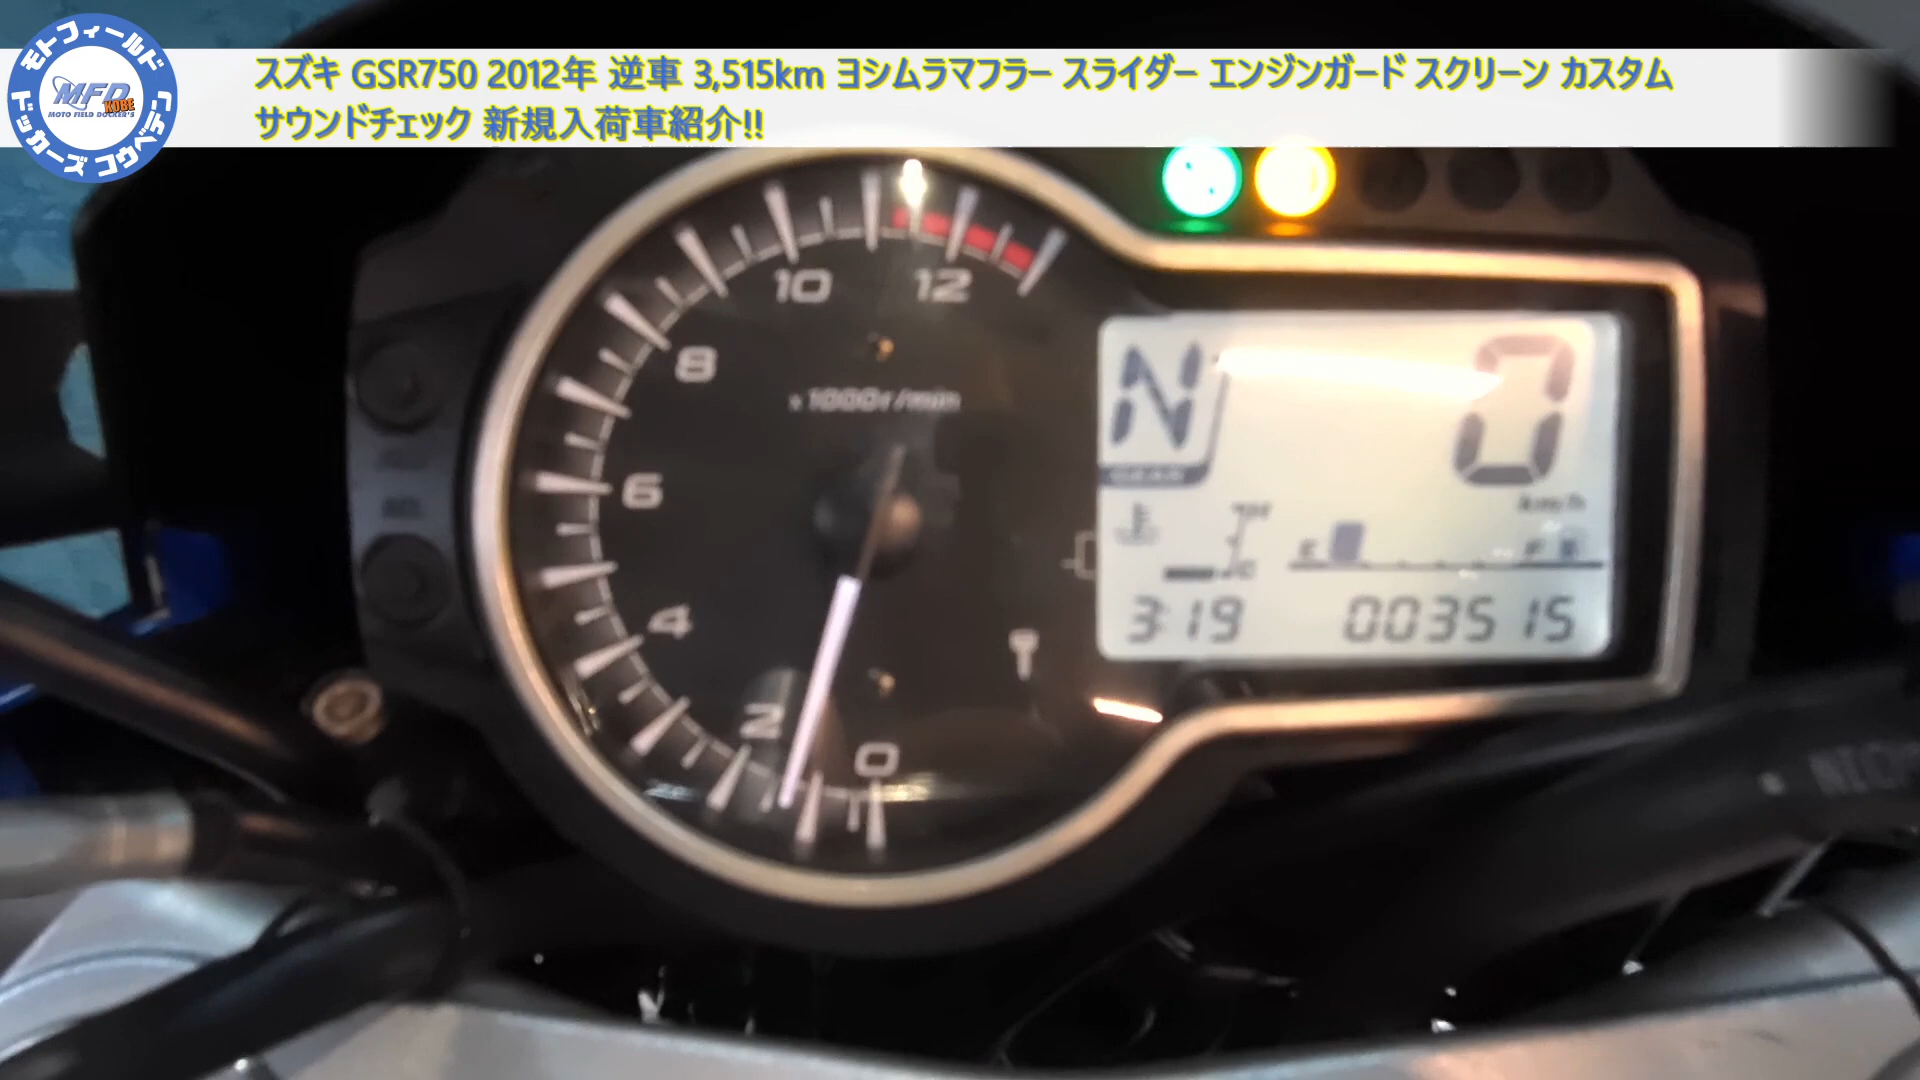 モトフィールド
MFD
KOBE
MOTO FIELD DOCKER'S
ドッカーズ コウベ
スズキ GSR750 2012年 逆車 3,515km ヨシムラマフラー スライダー エンジンガード スクリーン カスタム
サウンドチェック 新規入荷車紹介!!
10
12
8
x1000r/min
6
4
2
0
N
GEAR
0
km/h
H
C
E
F
3:19
003515